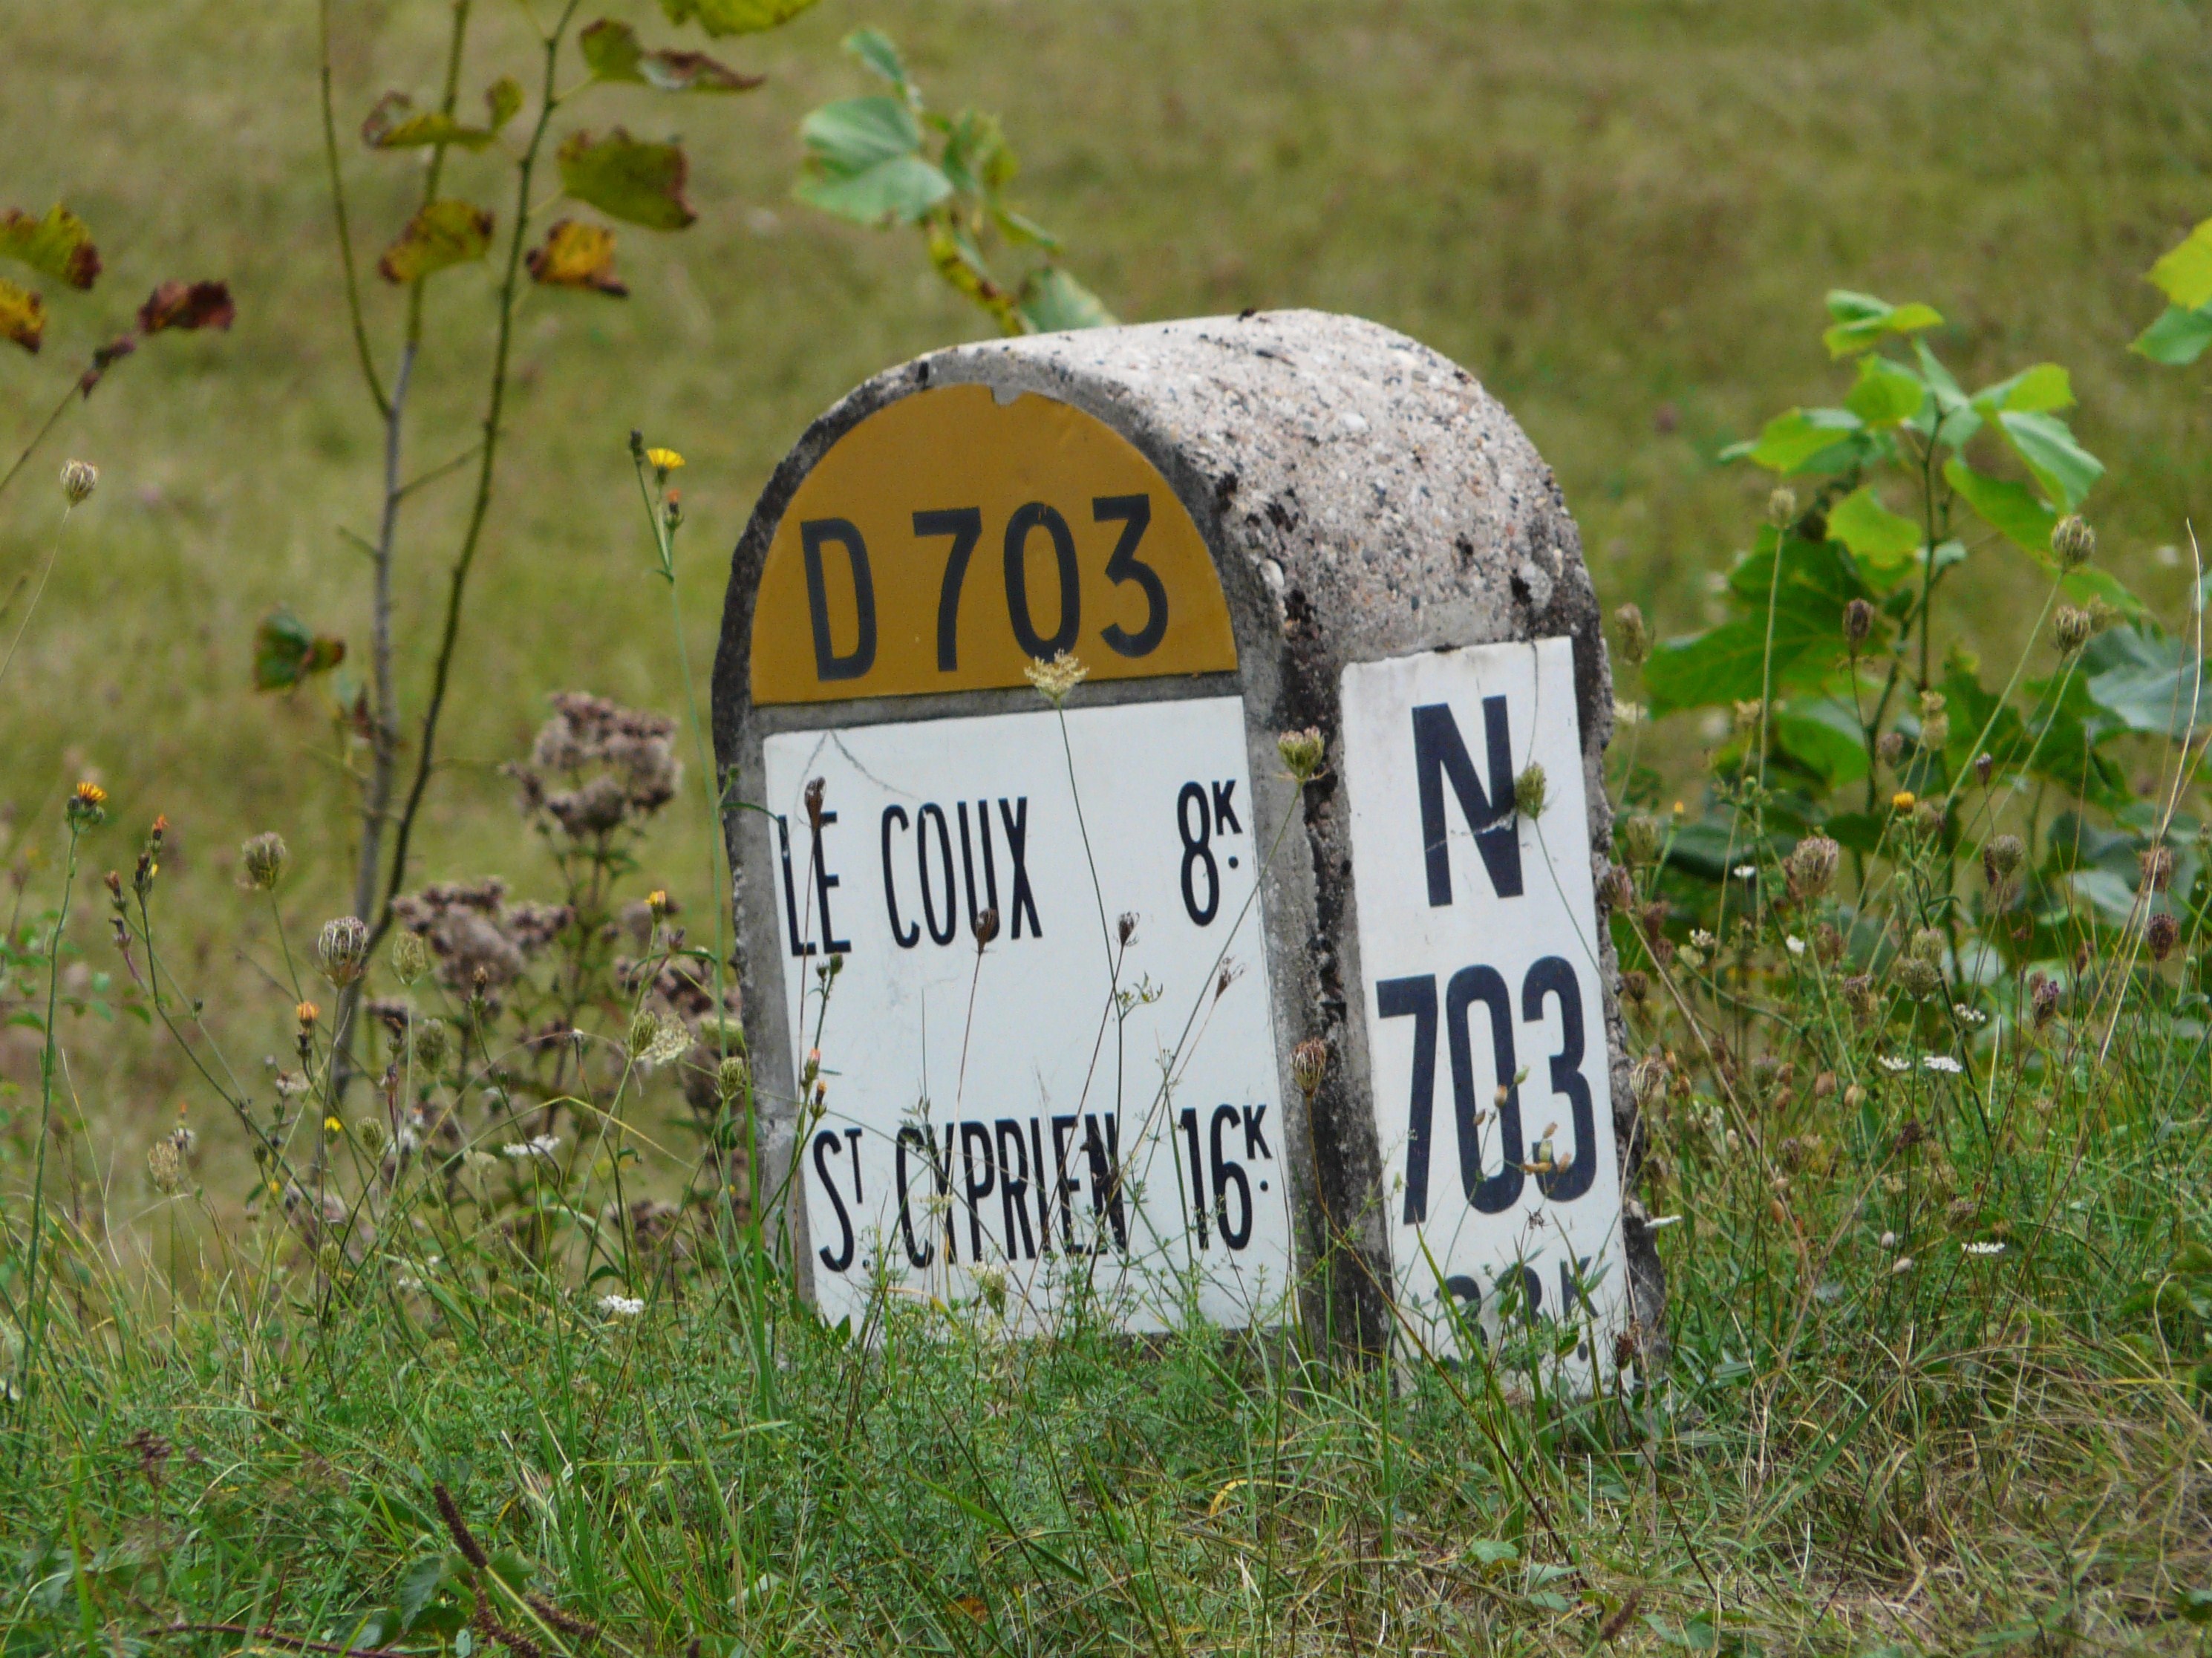 D 703
LE COUX 8K.
ST. CYPRIEN 16K.
N
703